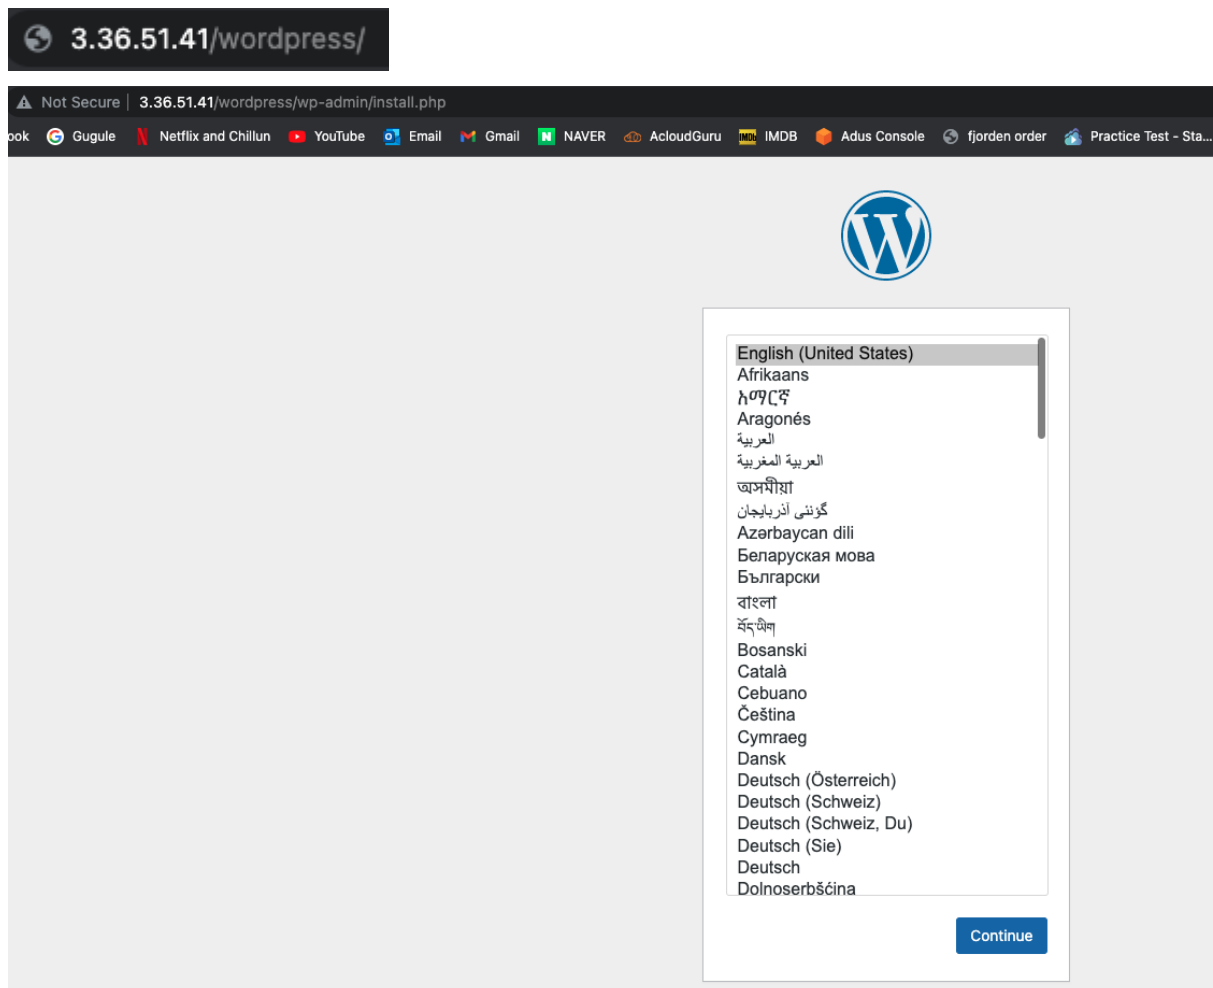 3.36.51.41/wordpress/
Not Secure | 3.36.51.41/wordpress/wp-admin/install.php
ook Gugule Netflix and Chillun YouTube Email Gmail NAVER AcloudGuru IMDB Adus Console fjorden order Practice Test - Sta...
English (United States)
Afrikaans
አማርኛ
Aragonés
العربية
العربية المغربية
অসমীয়া
گؤنئی آذربایجان
Azərbaycan dili
Беларуская мова
Български
বাংলা
བོད་ཡིག
Bosanski
Català
Cebuano
Čeština
Cymraeg
Dansk
Deutsch (Österreich)
Deutsch (Schweiz)
Deutsch (Schweiz, Du)
Deutsch (Sie)
Deutsch
Dolnoserbšćina
Continue